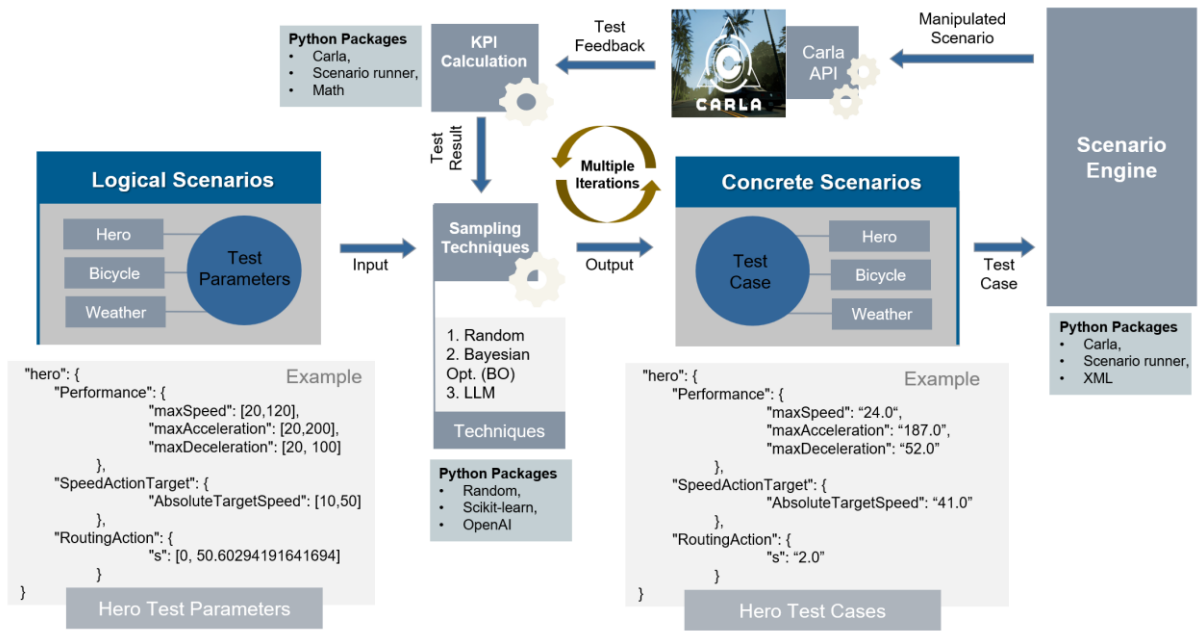 Python Packages
• Carla,
• Scenario runner,
• Math
KPI
Calculation
Test
Feedback
CARLA
Carla
API
Manipulated
Scenario
Scenario
Engine
Test
Result
Multiple
Iterations
Logical Scenarios
Hero
Bicycle
Weather
Test
Parameters
Input
Sampling
Techniques
Output
1. Random
2. Bayesian
Opt. (BO)
3. LLM
Techniques
Python Packages
• Random,
• Scikit-learn,
• OpenAI
Concrete Scenarios
Test
Case
Hero
Bicycle
Weather
Test
Case
Python Packages
• Carla,
• Scenario runner,
• XML
Example
"hero": {
"Performance": {
"maxSpeed": [20,120],
"maxAcceleration": [20,200],
"maxDeceleration": [20, 100]
},
"SpeedActionTarget": {
"AbsoluteTargetSpeed": [10,50]
},
"RoutingAction": {
"s": [0, 50.60294191641694]
}
}
Hero Test Parameters
Example
"hero": {
"Performance": {
"maxSpeed": “24.0“,
"maxAcceleration": “187.0”,
"maxDeceleration": “52.0”
},
"SpeedActionTarget": {
"AbsoluteTargetSpeed": “41.0”
},
"RoutingAction": {
"s": “2.0”
}
}
Hero Test Cases